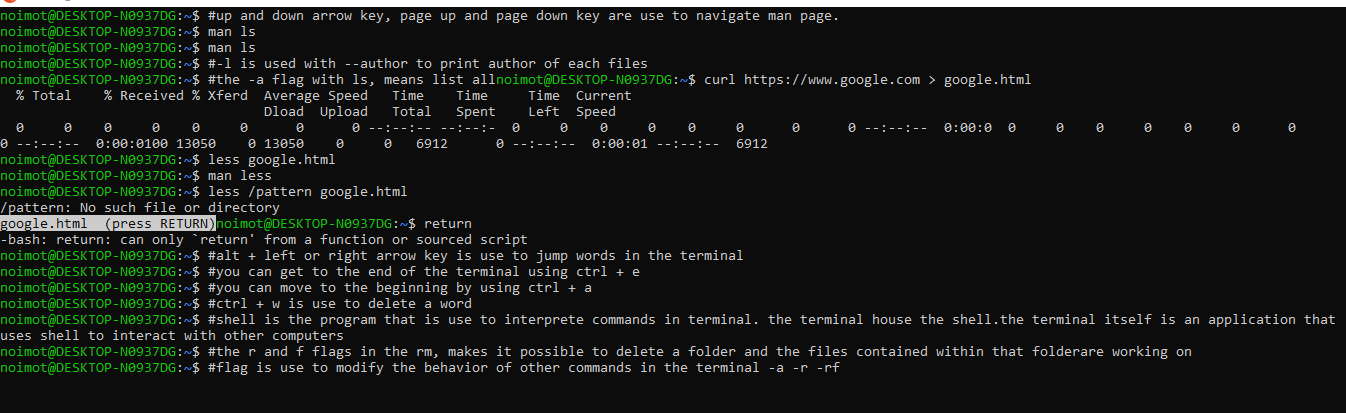 noimot@DESKTOP-N0937DG:~$ #up and down arrow key, page up and page down key are use to navigate man page.
noimot@DESKTOP-N0937DG:~$ man ls
noimot@DESKTOP-N0937DG:~$ man ls
noimot@DESKTOP-N0937DG:~$ #-l is used with --author to print author of each files
noimot@DESKTOP-N0937DG:~$ #the -a flag with ls, means list allnoimot@DESKTOP-N0937DG:~$ curl https://www.google.com > google.html
% Total % Received % Xferd Average Speed Time Time Time Current
Dload Upload Total Spent Left Speed
0 0 0 0 0 0 0 0 --:--:-- --:--:- 0 0 0 0 0 0 0 0 --:--:-- 0:00:0 0 0 0 0 0 0 0
0 --:--:-- 0:00:0100 13050 0 13050 0 0 6912 0 --:--:-- 0:00:01 --:--:-- 6912
noimot@DESKTOP-N0937DG:~$ less google.html
noimot@DESKTOP-N0937DG:~$ man less
noimot@DESKTOP-N0937DG:~$ less /pattern google.html
/pattern: No such file or directory
google.html (press RETURN)noimot@DESKTOP-N0937DG:~$ return
-bash: return: can only `return' from a function or sourced script
noimot@DESKTOP-N0937DG:~$ #alt + left or right arrow key is use to jump words in the terminal
noimot@DESKTOP-N0937DG:~$ #you can get to the end of the terminal using ctrl + e
noimot@DESKTOP-N0937DG:~$ #you can move to the beginning by using ctrl + a
noimot@DESKTOP-N0937DG:~$ #ctrl + w is use to delete a word
noimot@DESKTOP-N0937DG:~$ #shell is the program that is use to interprete commands in terminal. the terminal house the shell.the terminal itself is an application that
uses shell to interact with other computers
noimot@DESKTOP-N0937DG:~$ #the r and f flags in the rm, makes it possible to delete a folder and the files contained within that folderare working on
noimot@DESKTOP-N0937DG:~$ #flag is use to modify the behavior of other commands in the terminal -a -r -rf